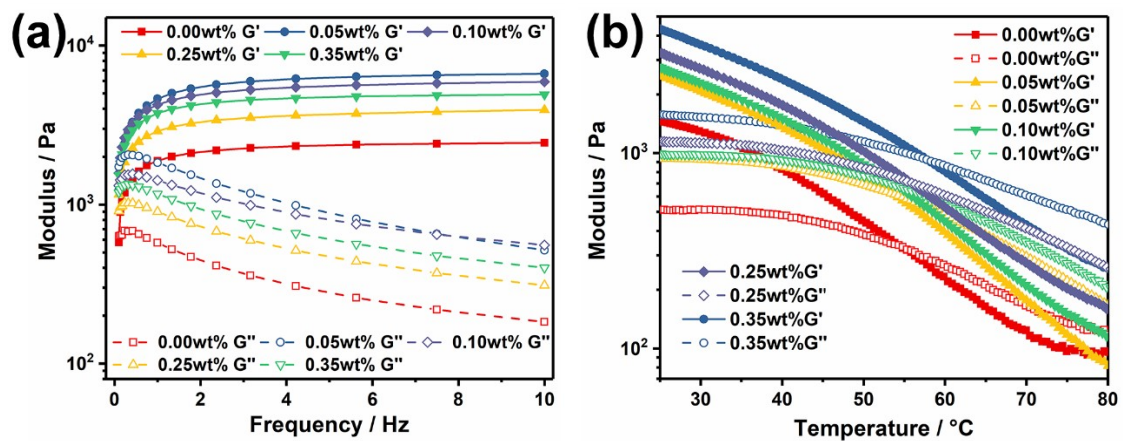 (a)
0.00wt% G' 0.05wt% G' 0.10wt% G'
0.25wt% G' 0.35wt% G'
10⁴
10³
10²
Modulus / Pa
0.00wt% G'' 0.05wt% G'' 0.10wt% G''
0.25wt% G'' 0.35wt% G''
0 2 4 6 8 10
Frequency / Hz
(b)
0.00wt%G'
0.00wt%G''
0.05wt%G'
0.05wt%G''
0.10wt%G'
0.10wt%G''
10³
10²
Modulus / Pa
0.25wt%G'
0.25wt%G''
0.35wt%G'
0.35wt%G''
30 40 50 60 70 80
Temperature / °C